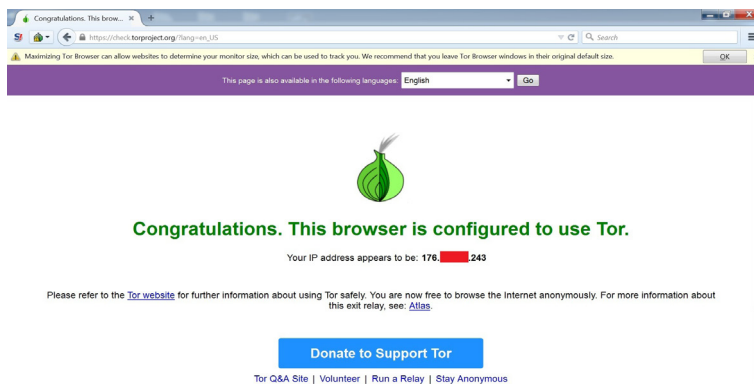 Congratulations. This brow... × +
S! https://check.torproject.org/?lang=en_US Search
Maximizing Tor Browser can allow websites to determine your monitor size, which can be used to track you. We recommend that you leave Tor Browser windows in their original default size. OK
This page is also available in the following languages: English Go
Congratulations. This browser is configured to use Tor.
Your IP address appears to be: 176. .243
Please refer to the Tor website for further information about using Tor safely. You are now free to browse the Internet anonymously. For more information about
this exit relay, see: Atlas.
Donate to Support Tor
Tor Q&A Site | Volunteer | Run a Relay | Stay Anonymous